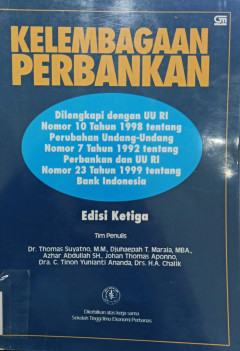 KELEMBAGAAN
PERBANKAN
Dilengkapi dengan UU RI
Nomor 10 Tahun 1998 tentang
Perubahan Undang-Undang
Nomor 7 Tahun 1992 tentang
Perbankan dan UU RI
Nomor 23 Tahun 1999 tentang
Bank Indonesia
Edisi Ketiga
Tim Penulis
Dr. Thomas Suyatno, M.M., Djuhaepah T. Marala, MBA.,
Azhar Abdullah SH., Johan Thomas Aponno,
Dra. C. Tinon Yunianti Ananda, Drs. H.A. Chalik
Diterbitkan atas kerja sama
Sekolah Tinggi Ilmu Ekonomi Perbanas